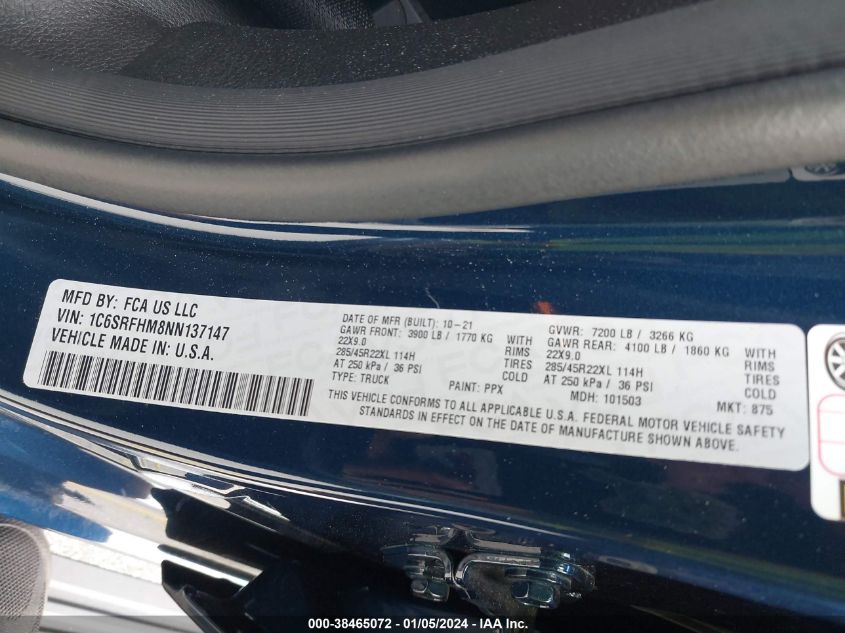 MFD BY: FCA US LLC
VIN: 1C6SRFHM8NN137147
VEHICLE MADE IN: U.S.A.
DATE OF MFR (BUILT): 10-21 GVWR: 7200 LB / 3266 KG
GAWR FRONT: 3900 LB / 1770 KG WITH GAWR REAR: 4100 LB / 1860 KG WITH
22X9.0 RIMS 22X9.0 RIMS
285/45R22XL 114H TIRES 285/45R22XL 114H TIRES
AT 250 kPa / 36 PSI COLD AT 250 kPa / 36 PSI COLD
TYPE: TRUCK PAINT: PPX MDH: 101503 MKT: 875
THIS VEHICLE CONFORMS TO ALL APPLICABLE U.S.A. FEDERAL MOTOR VEHICLE SAFETY
STANDARDS IN EFFECT ON THE DATE OF MANUFACTURE SHOWN ABOVE.
000-38465072 - 01/05/2024 - IAA Inc.